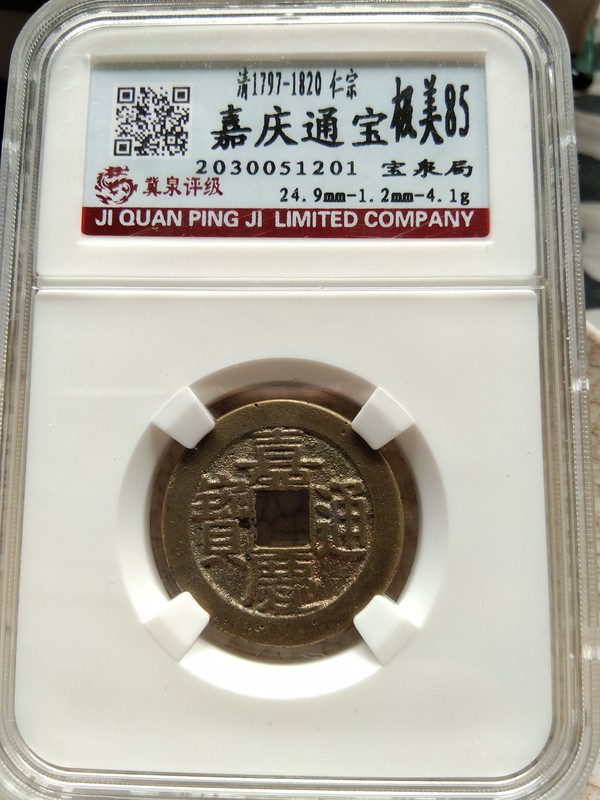 清1797-1820 仁宗
嘉庆通宝 极美85
2030051201 宝泉局
冀泉评级 24.9mm-1.2mm-4.1g
JI QUAN PING JI LIMITED COMPANY
嘉
寶 通
慶